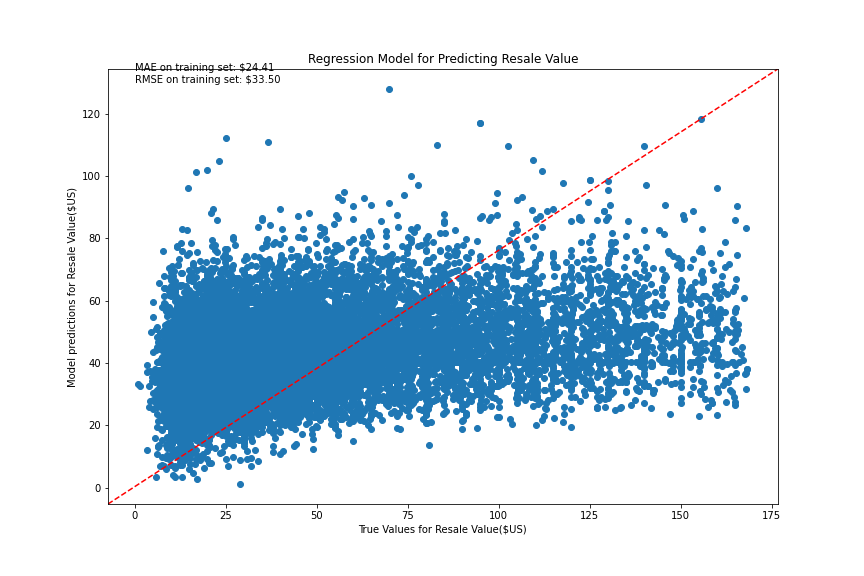 Regression Model for Predicting Resale Value
MAE on training set: $24.41
RMSE on training set: $33.50
Model predictions for Resale Value($US)
120
100
80
60
40
20
0
0 25 50 75 100 125 150 175
True Values for Resale Value($US)